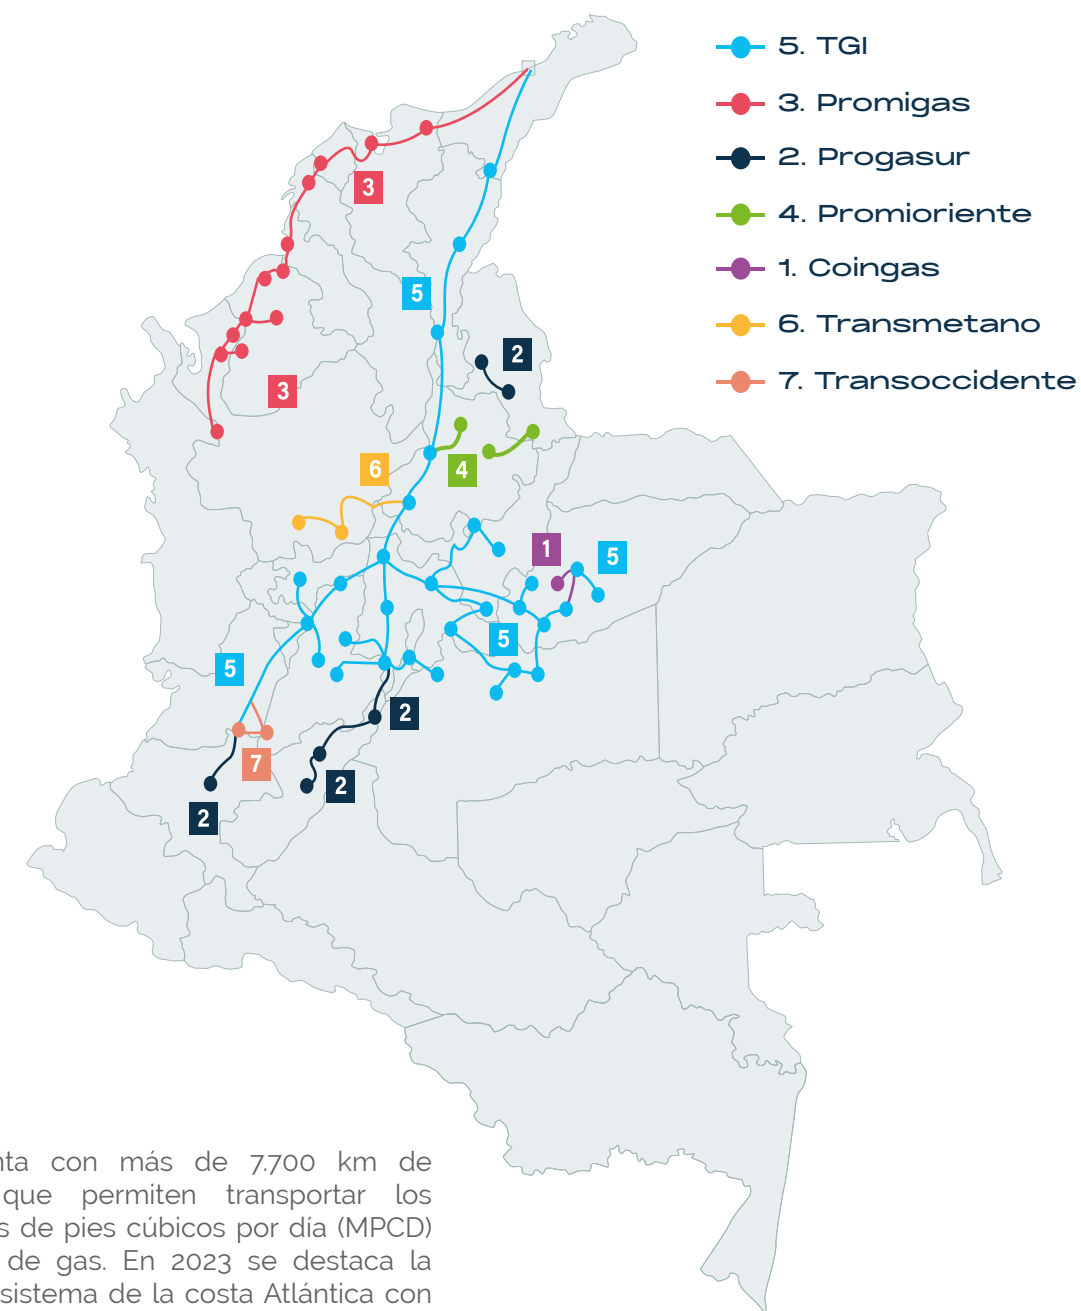 5. TGI
3. Promigas
2. Progasur
4. Promioriente
1. Coingas
6. Transmetano
7. Transoccidente
3
5
2
3
6
4
1
5
5
5
2
7
2
2
nta con más de 7.700 km de
que permiten transportar los
s de pies cúbicos por día (MPCD)
de gas. En 2023 se destaca la
sistema de la costa Atlántica con